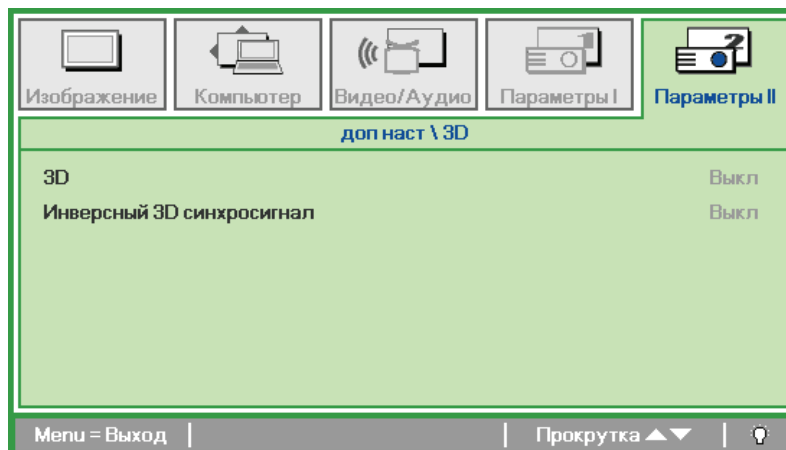 Изображение Компьютер Видео/Аудио Параметры I Параметры II
доп наст \ 3D
3D Выкл
Инверсный 3D синхросигнал Выкл
Menu = Выход Прокрутка ▲▼